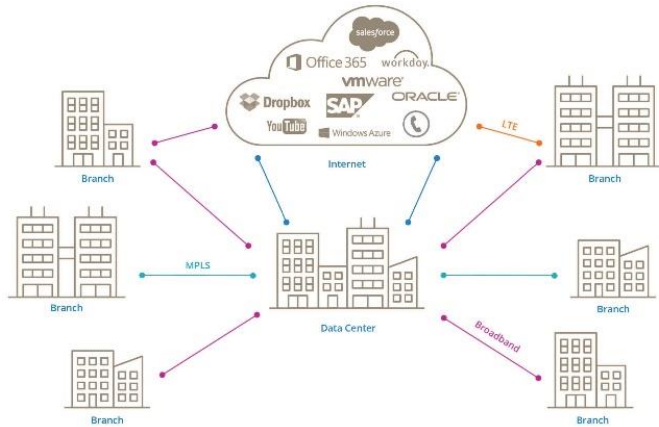 salesforce
Office 365 workday.
vmware®
Dropbox SAP ORACLE®
YouTube Windows Azure
Internet
LTE
Branch
Branch
MPLS
Branch
Data Center
Branch
Broadband
Branch
Branch